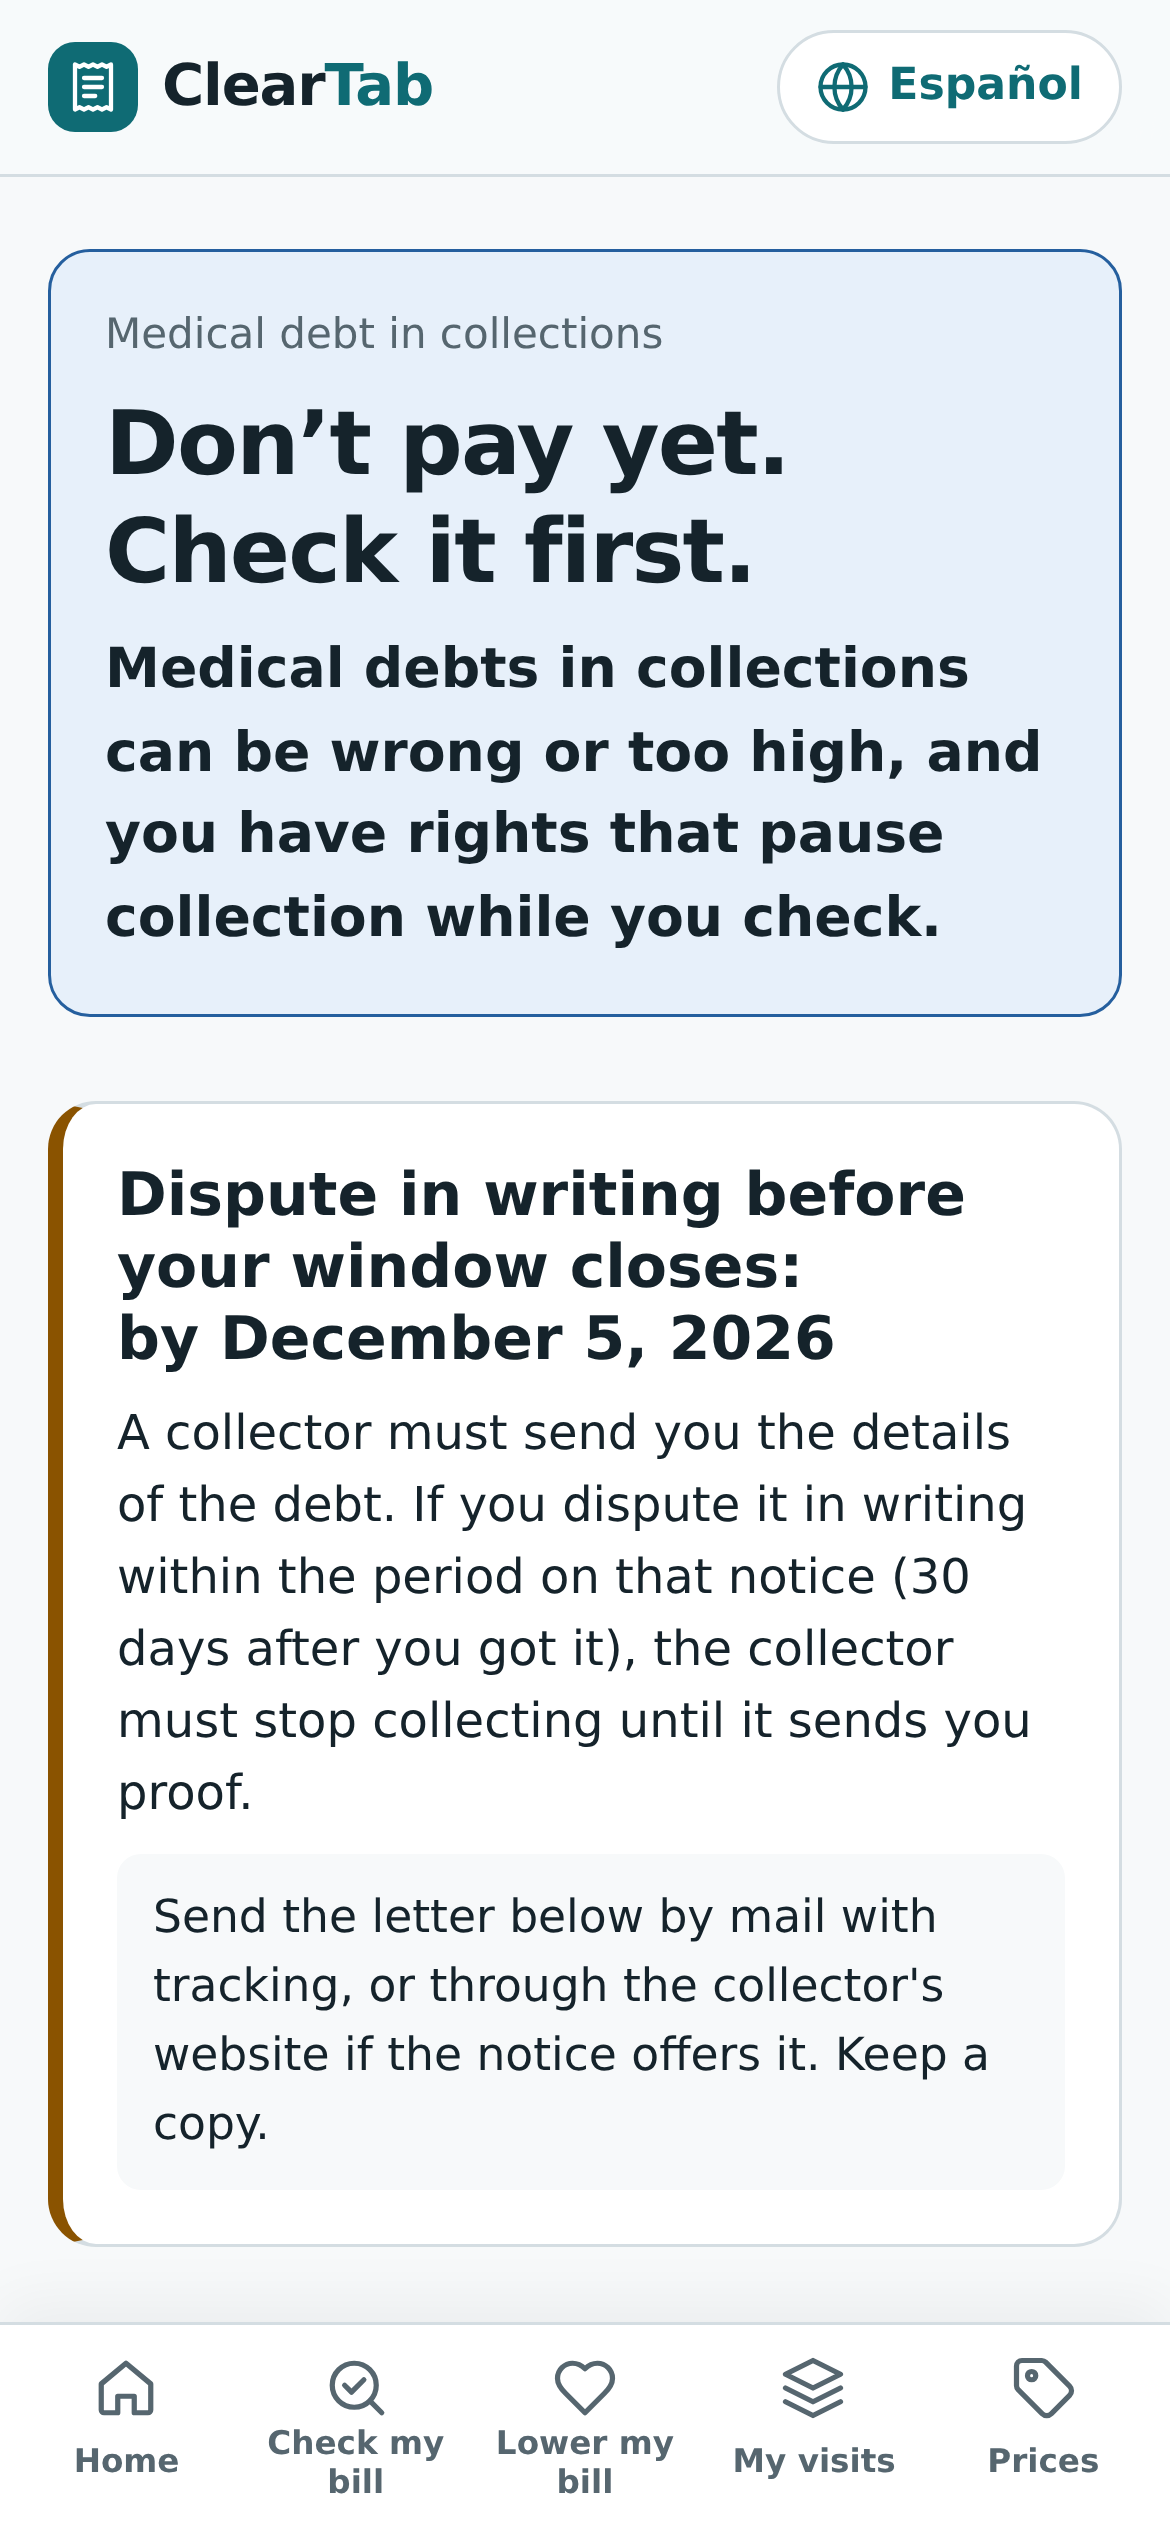 ClearTab
Español
Medical debt in collections
Don’t pay yet.
Check it first.
Medical debts in collections
can be wrong or too high, and
you have rights that pause
collection while you check.
Dispute in writing before
your window closes:
by December 5, 2026
A collector must send you the details
of the debt. If you dispute it in writing
within the period on that notice (30
days after you got it), the collector
must stop collecting until it sends you
proof.
Send the letter below by mail with
tracking, or through the collector's
website if the notice offers it. Keep a
copy.
Home
Check my
bill
Lower my
bill
My visits
Prices